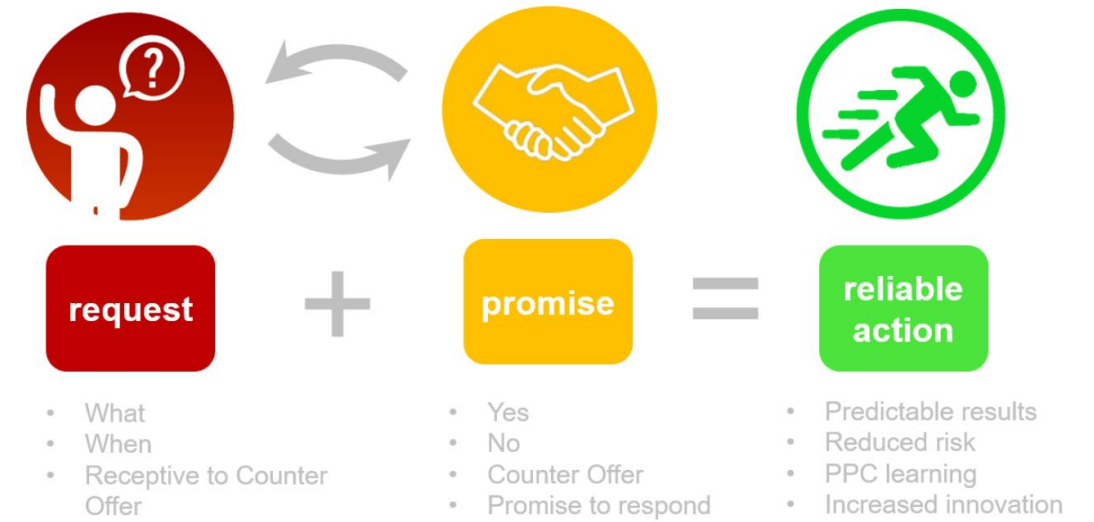 ?
request
+
promise
=
reliable
action
• What
• When
• Receptive to Counter
Offer
• Yes
• No
• Counter Offer
• Promise to respond
• Predictable results
• Reduced risk
• PPC learning
• Increased innovation